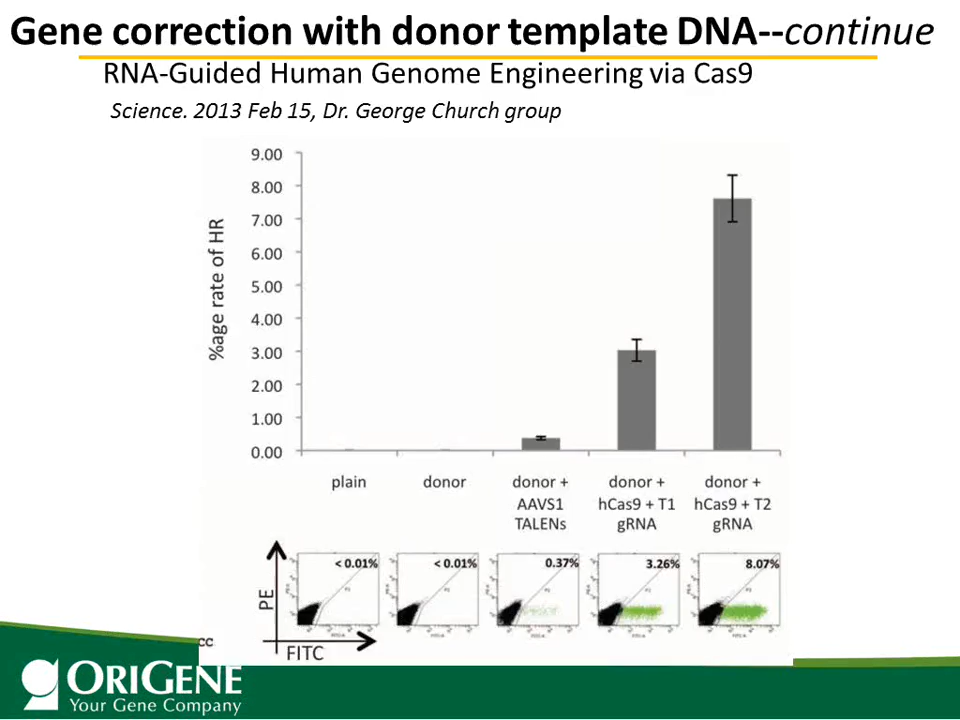 Gene correction with donor template DNA--continue
RNA-Guided Human Genome Engineering via Cas9
Science. 2013 Feb 15, Dr. George Church group
%age rate of HR
9.00
8.00
7.00
6.00
5.00
4.00
3.00
2.00
1.00
0.00
plain
donor
donor +
AAVS1
TALENs
donor +
hCas9 + T1
gRNA
donor +
hCas9 + T2
gRNA
< 0.01%
< 0.01%
0.37%
3.26%
8.07%
PE
FITC
cc
ORIGENE
Your Gene Company